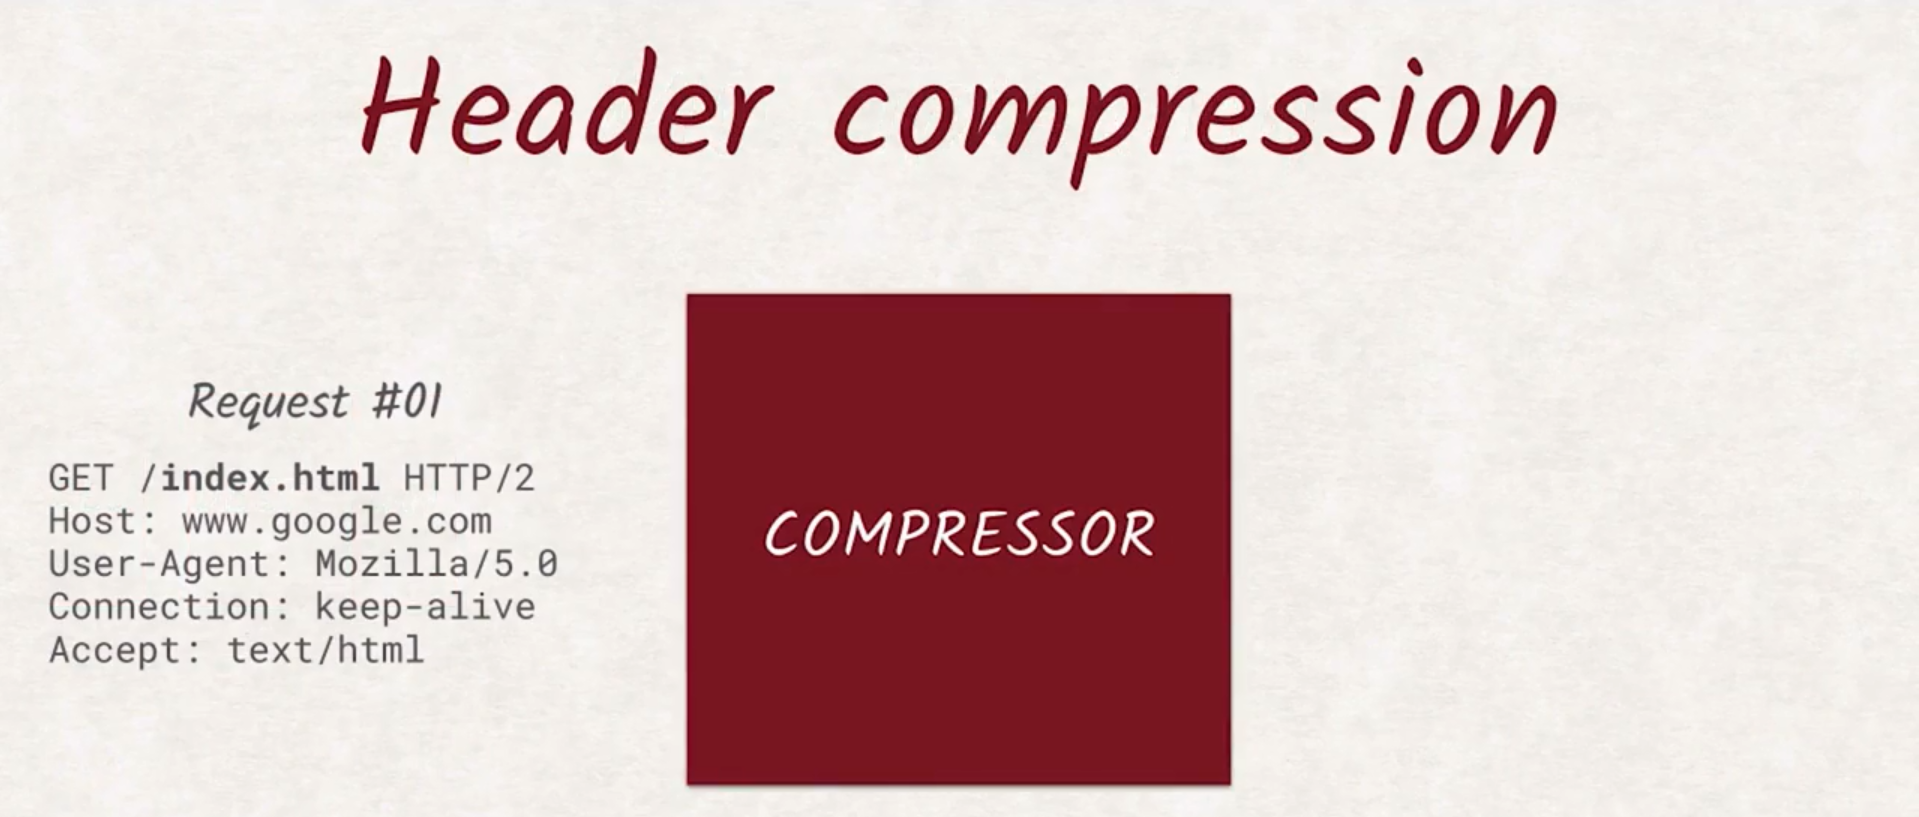 Header compression
Request #01
GET /index.html HTTP/2
Host: www.google.com
User-Agent: Mozilla/5.0
Connection: keep-alive
Accept: text/html
COMPRESSOR